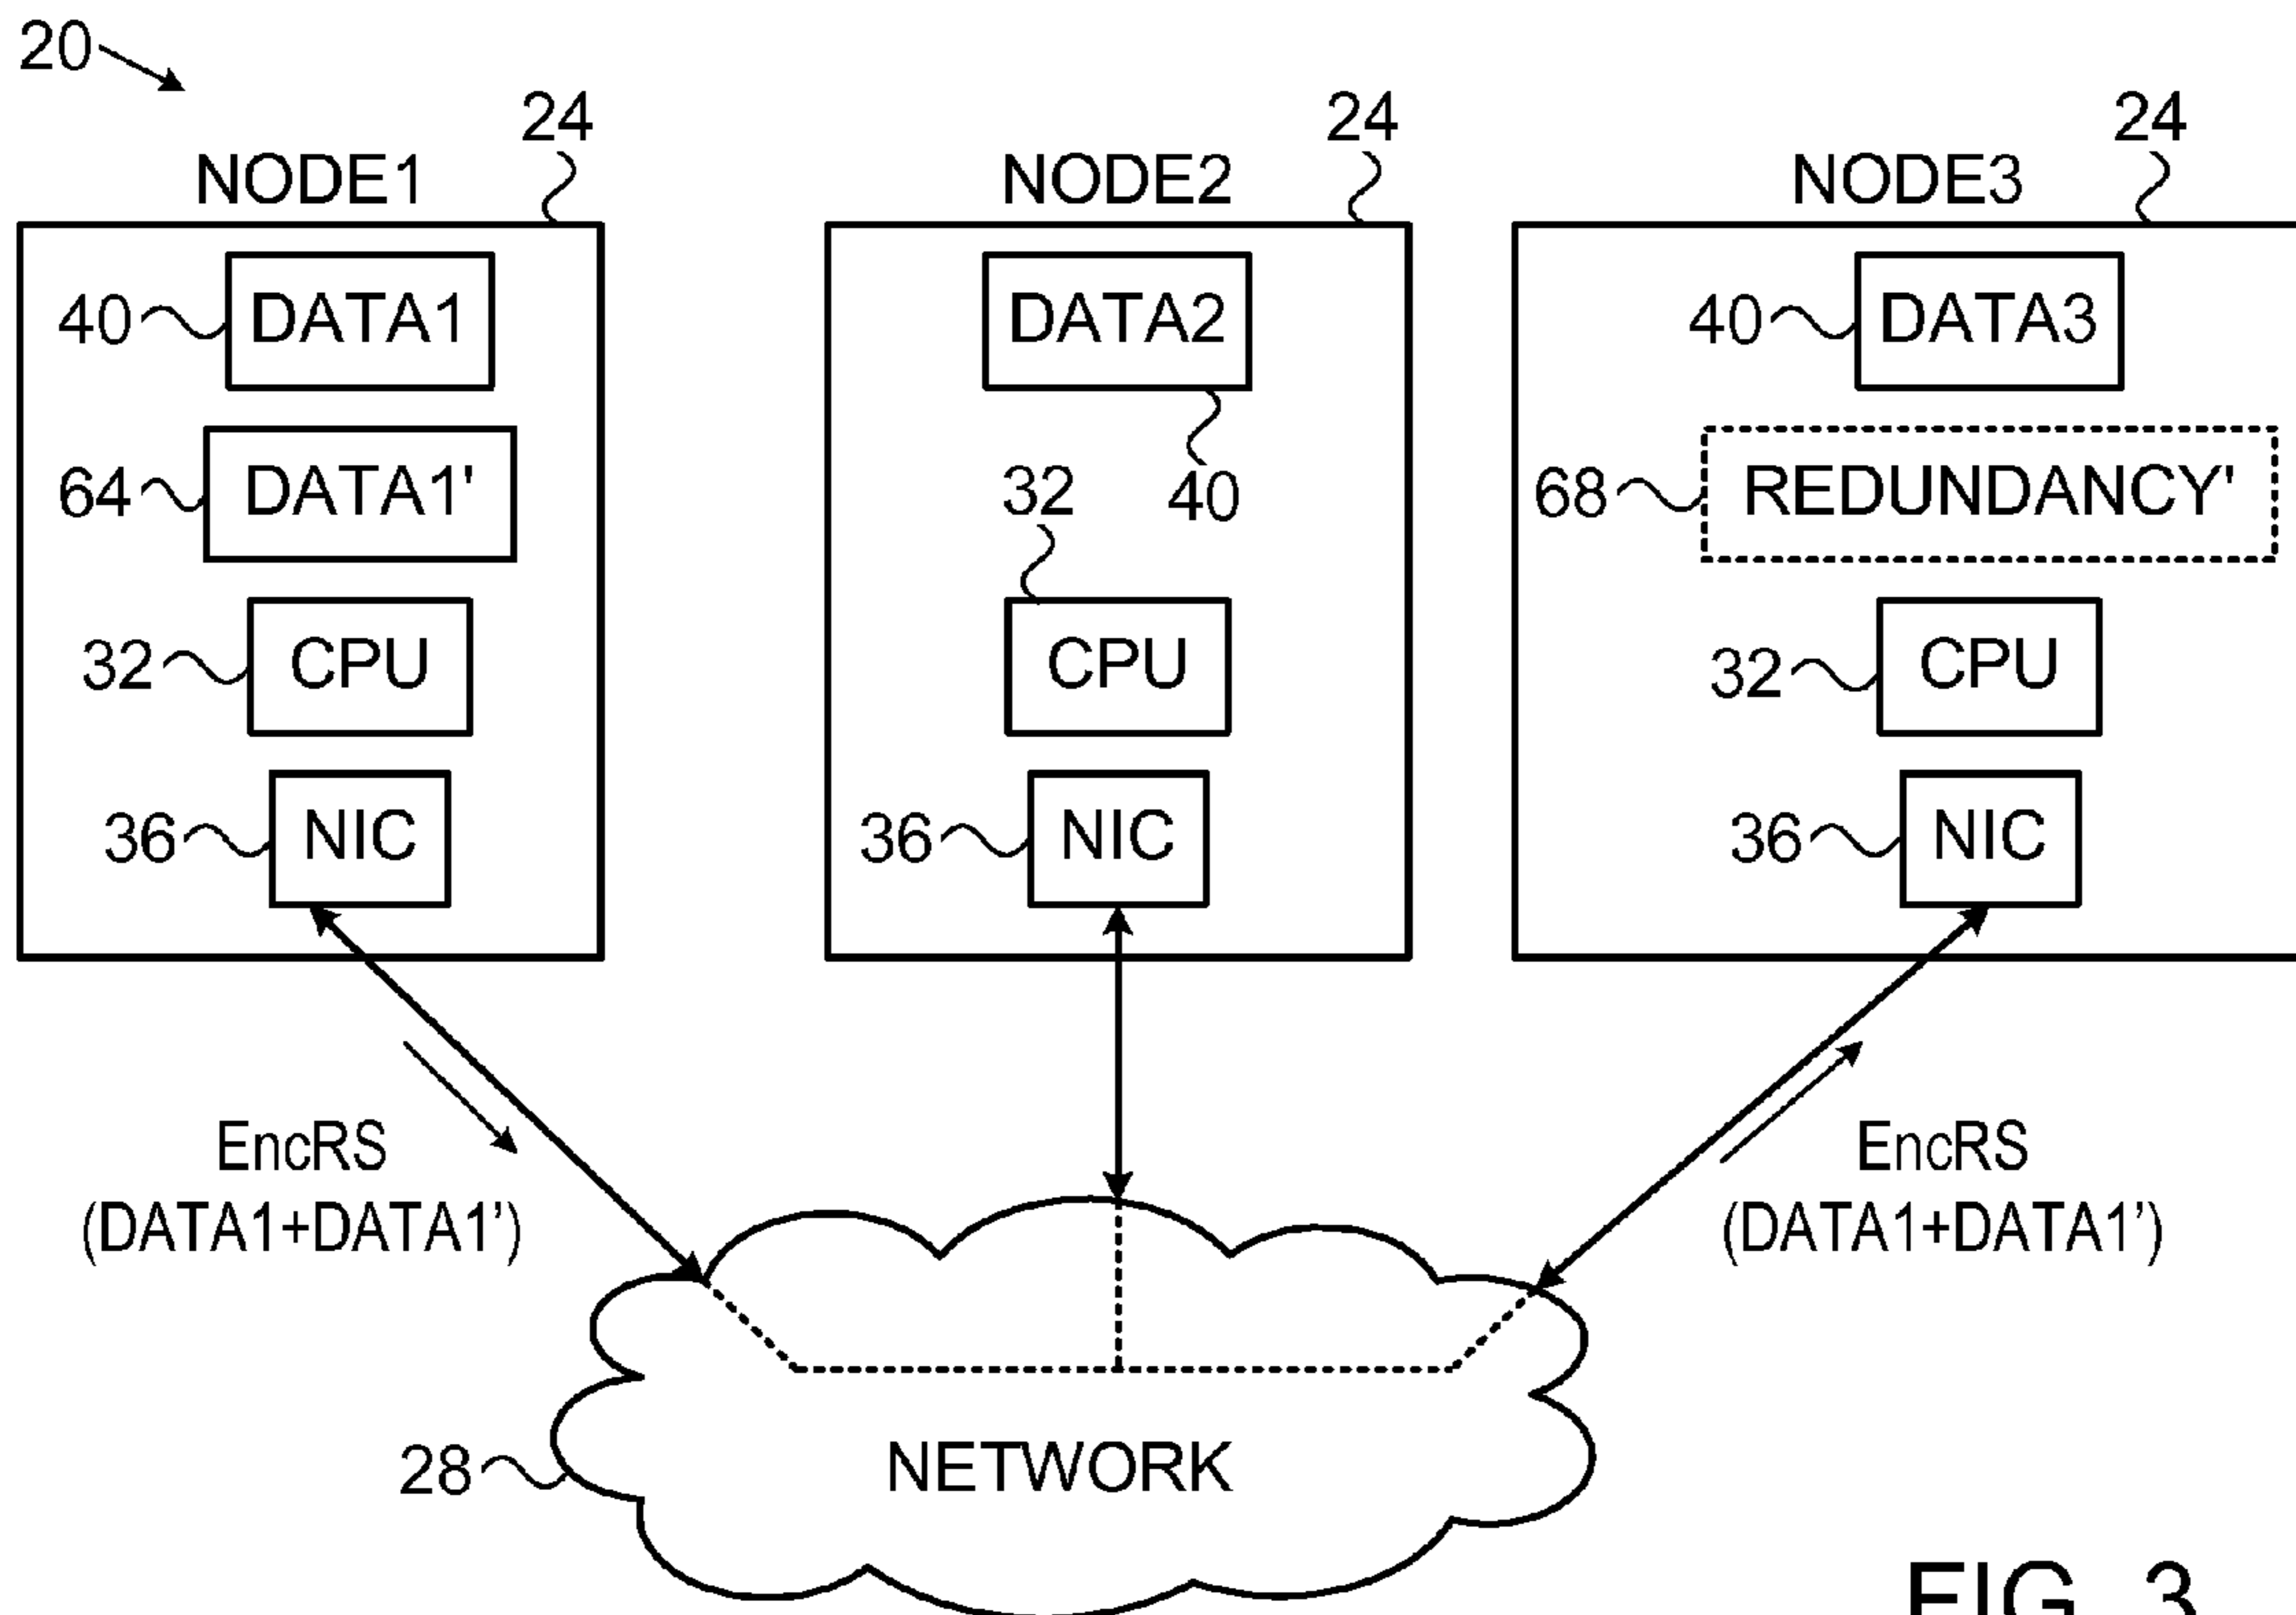 20
24
24
24
NODE1
NODE2
NODE3
40 DATA1
DATA2
40 DATA3
64 DATA1'
32
40
68 REDUNDANCY'
32 CPU
CPU
32 CPU
36 NIC
36 NIC
36 NIC
EncRS
(DATA1+DATA1’)
EncRS
(DATA1+DATA1’)
28
NETWORK
FIG. 3